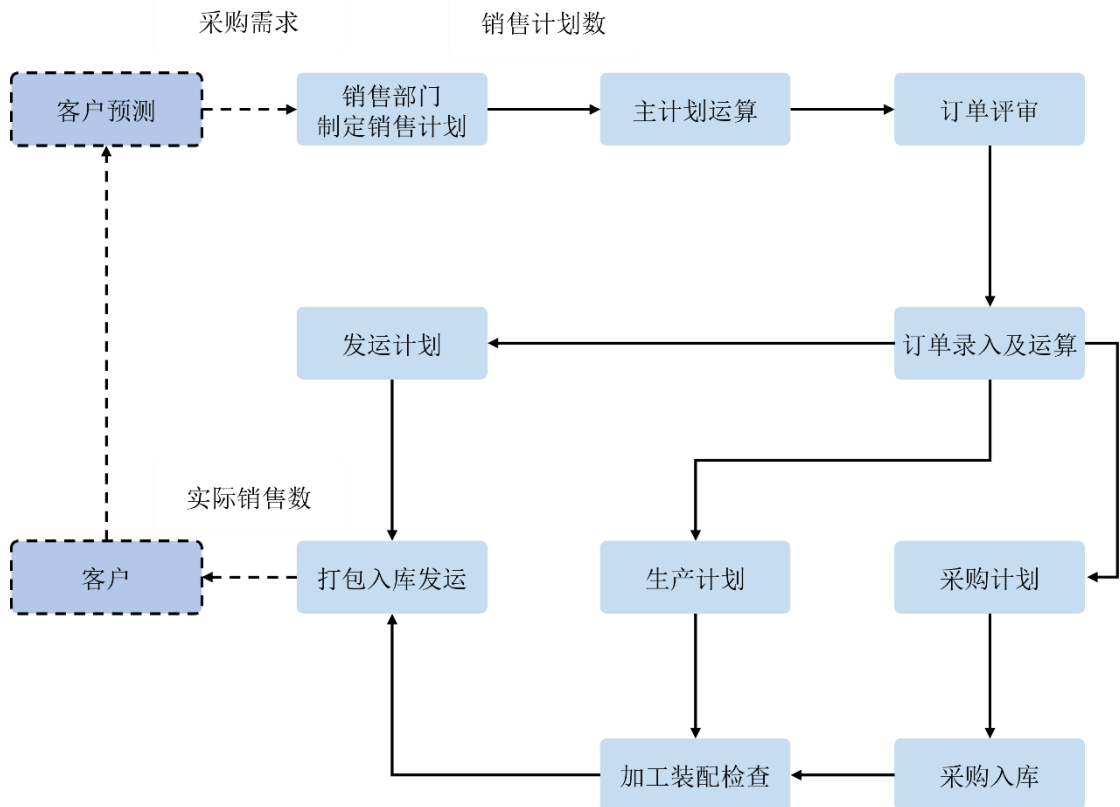 采购需求
销售计划数
客户预测
销售部门
制定销售计划
主计划运算
订单评审
发运计划
订单录入及运算
实际销售数
客户
打包入库发运
生产计划
采购计划
加工装配检查
采购入库